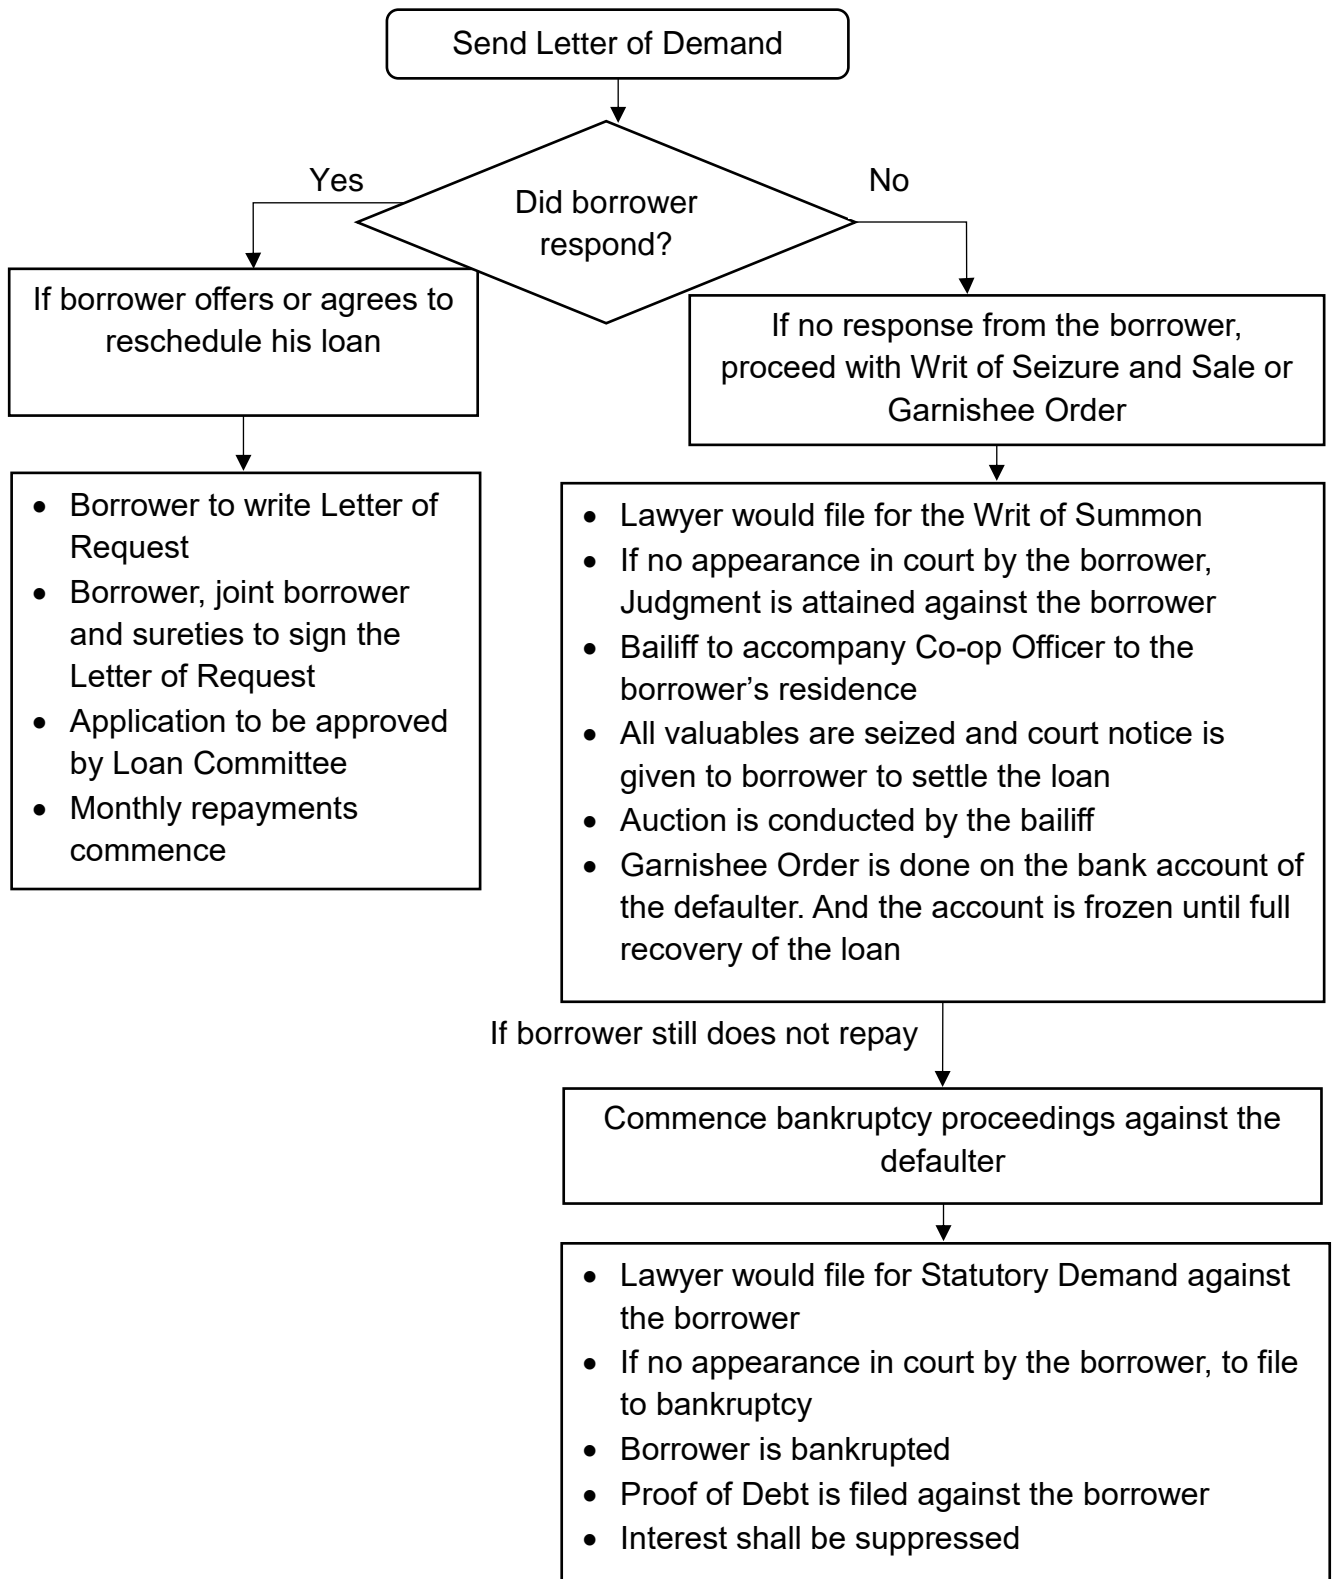 Send Letter of Demand
Did borrower
respond?
Yes
No
If borrower offers or agrees to
reschedule his loan
• Borrower to write Letter of
Request
• Borrower, joint borrower
and sureties to sign the
Letter of Request
• Application to be approved
by Loan Committee
• Monthly repayments
commence
If no response from the borrower,
proceed with Writ of Seizure and Sale or
Garnishee Order
• Lawyer would file for the Writ of Summon
• If no appearance in court by the borrower,
Judgment is attained against the borrower
• Bailiff to accompany Co-op Officer to the
borrower’s residence
• All valuables are seized and court notice is
given to borrower to settle the loan
• Auction is conducted by the bailiff
• Garnishee Order is done on the bank account of
the defaulter. And the account is frozen until full
recovery of the loan
If borrower still does not repay
Commence bankruptcy proceedings against the
defaulter
• Lawyer would file for Statutory Demand against
the borrower
• If no appearance in court by the borrower, to file
to bankruptcy
• Borrower is bankrupted
• Proof of Debt is filed against the borrower
• Interest shall be suppressed